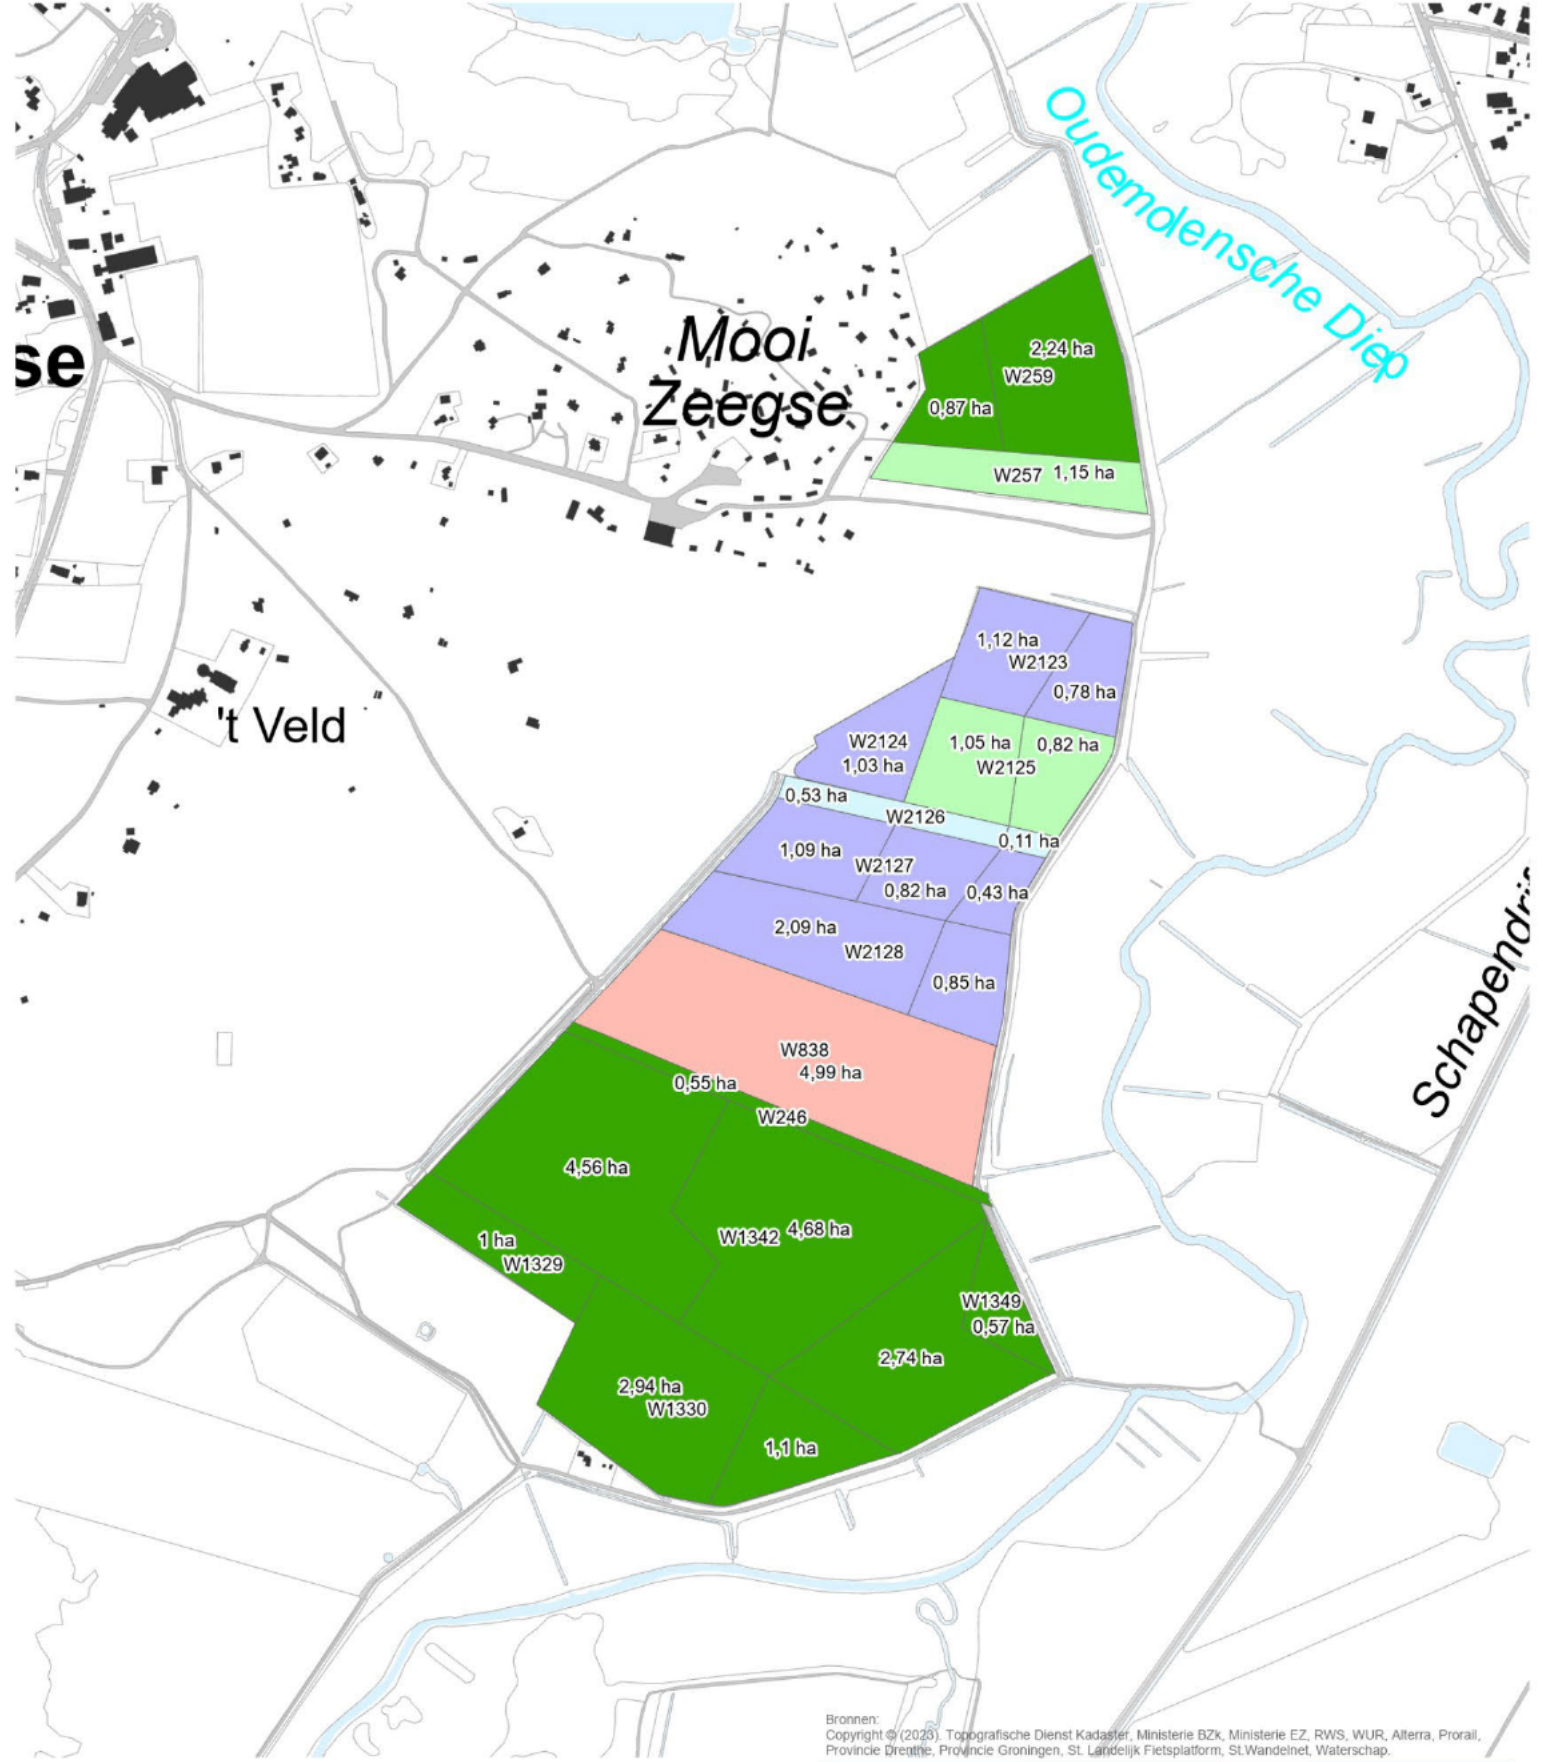 Oudemolensche Diep
se
Mooi
Zeegse
2,24 ha
W259
0,87 ha
W257 1,15 ha
't Veld
1,12 ha
W2123
0,78 ha
W2124
1,03 ha
1,05 ha
0,82 ha
W2125
0,53 ha
W2126
0,11 ha
1,09 ha
W2127
0,82 ha
0,43 ha
2,09 ha
W2128
0,85 ha
W838
4,99 ha
0,55 ha
W246
4,56 ha
W1342 4,68 ha
1 ha
W1329
W1349
0,57 ha
2,74 ha
2,94 ha
W1330
1,1 ha
Bronnen:
Copyright © (2023). Topografische Dienst Kadaster, Ministerie BZk, Ministerie EZ, RWS, WUR, Alterra, Prorail,
Provincie Drenthe, Provincie Groningen, St. Landelijk Fietsplatform, St.Wandelnet, Waterschap.